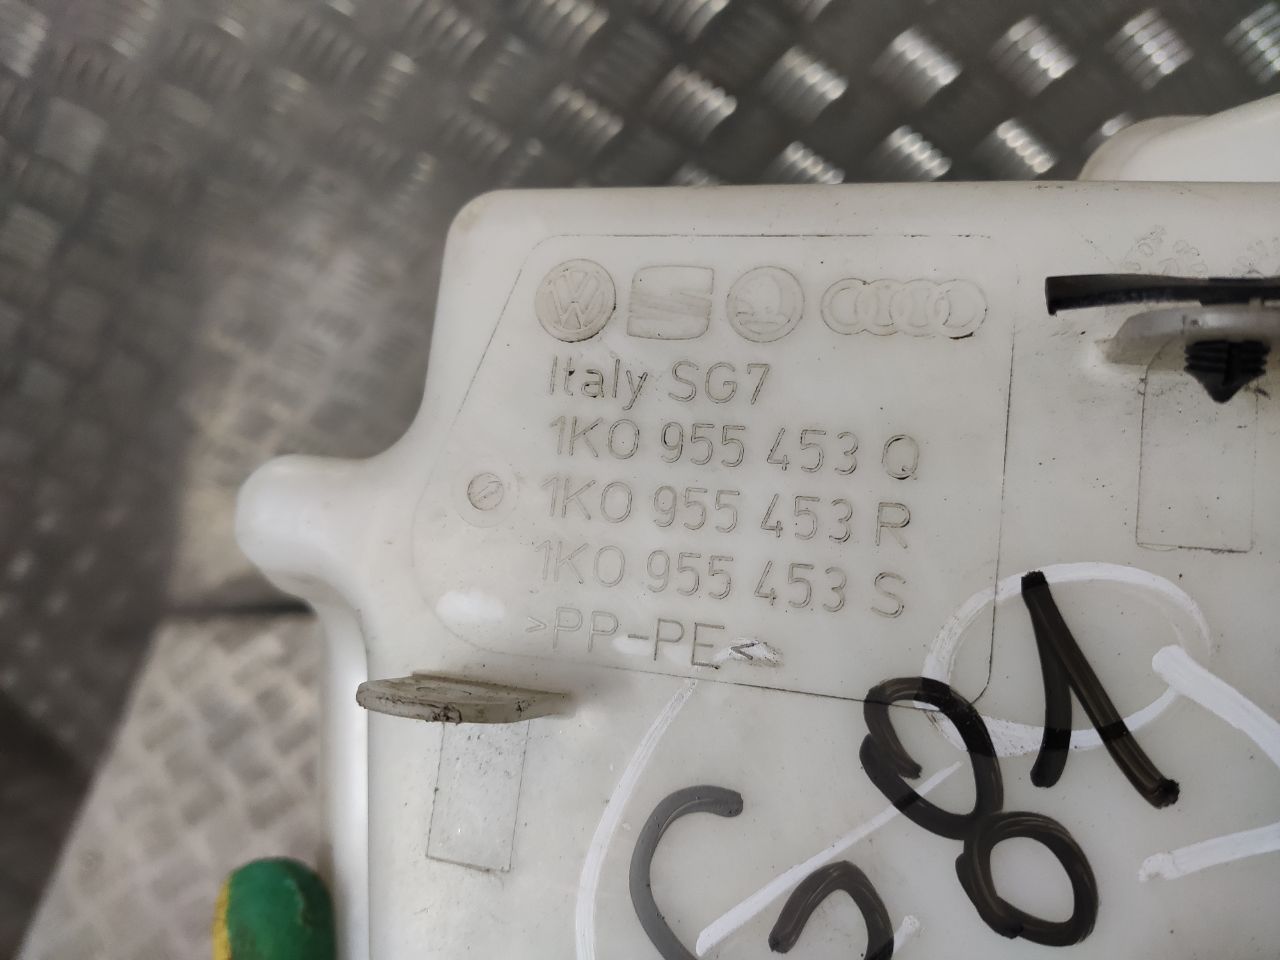 Italy SG7
1K0 955 453 Q
1K0 955 453 R
1K0 955 453 S
>PP-PE<